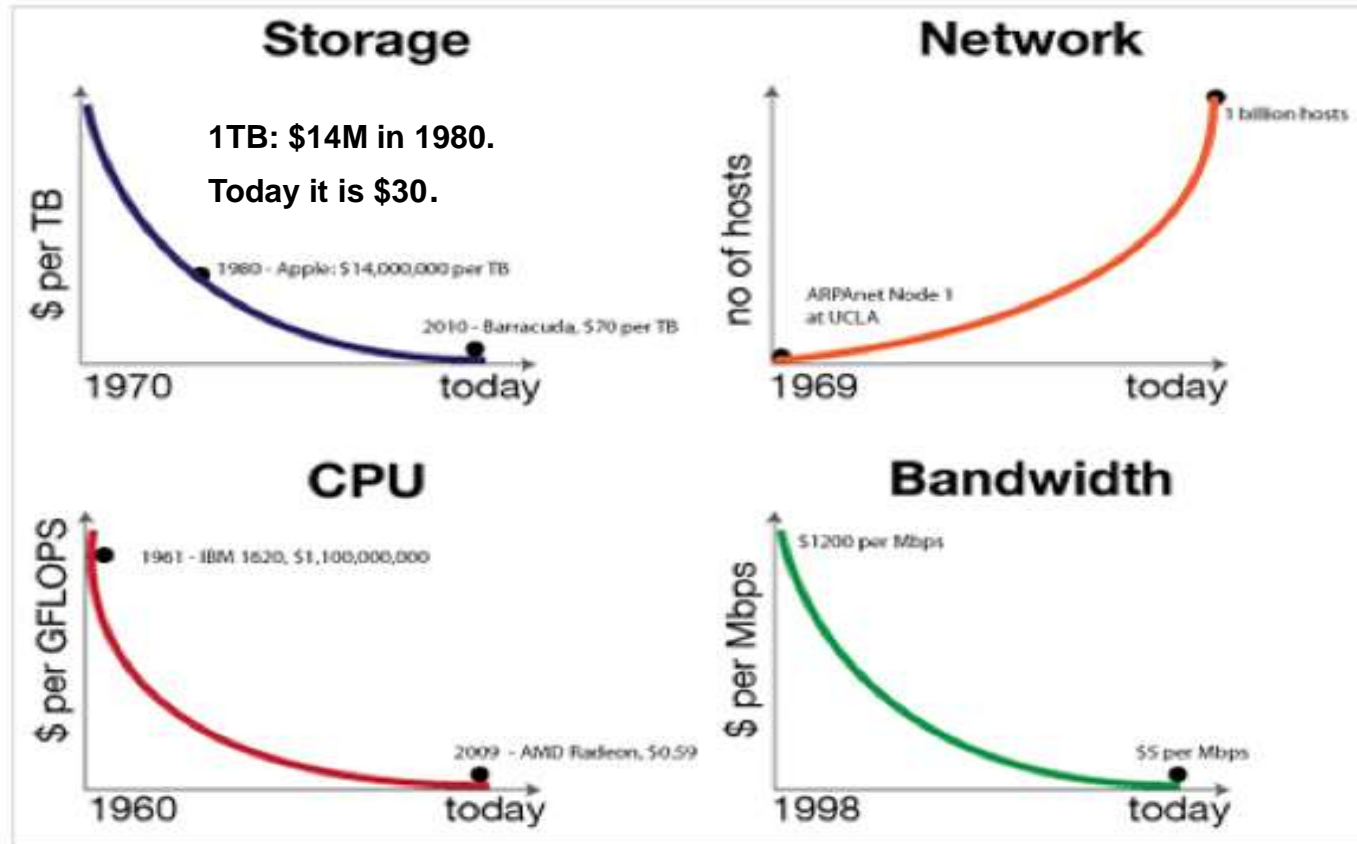 Storage
1TB: $14M in 1980.
Today it is $30.
$ per TB
1980 - Apple: $14,000,000 per TB
2010 - Barracuda, $70 per TB
1970
today
Network
no of hosts
1 billion hosts
ARPAnet Node 1
at UCLA
1969
today
CPU
$ per GFLOPS
1961 - IBM 1620, $1,100,000,000
2009 - AMD Radeon, $0.59
1960
today
Bandwidth
$ per Mbps
$1200 per Mbps
$5 per Mbps
1998
today